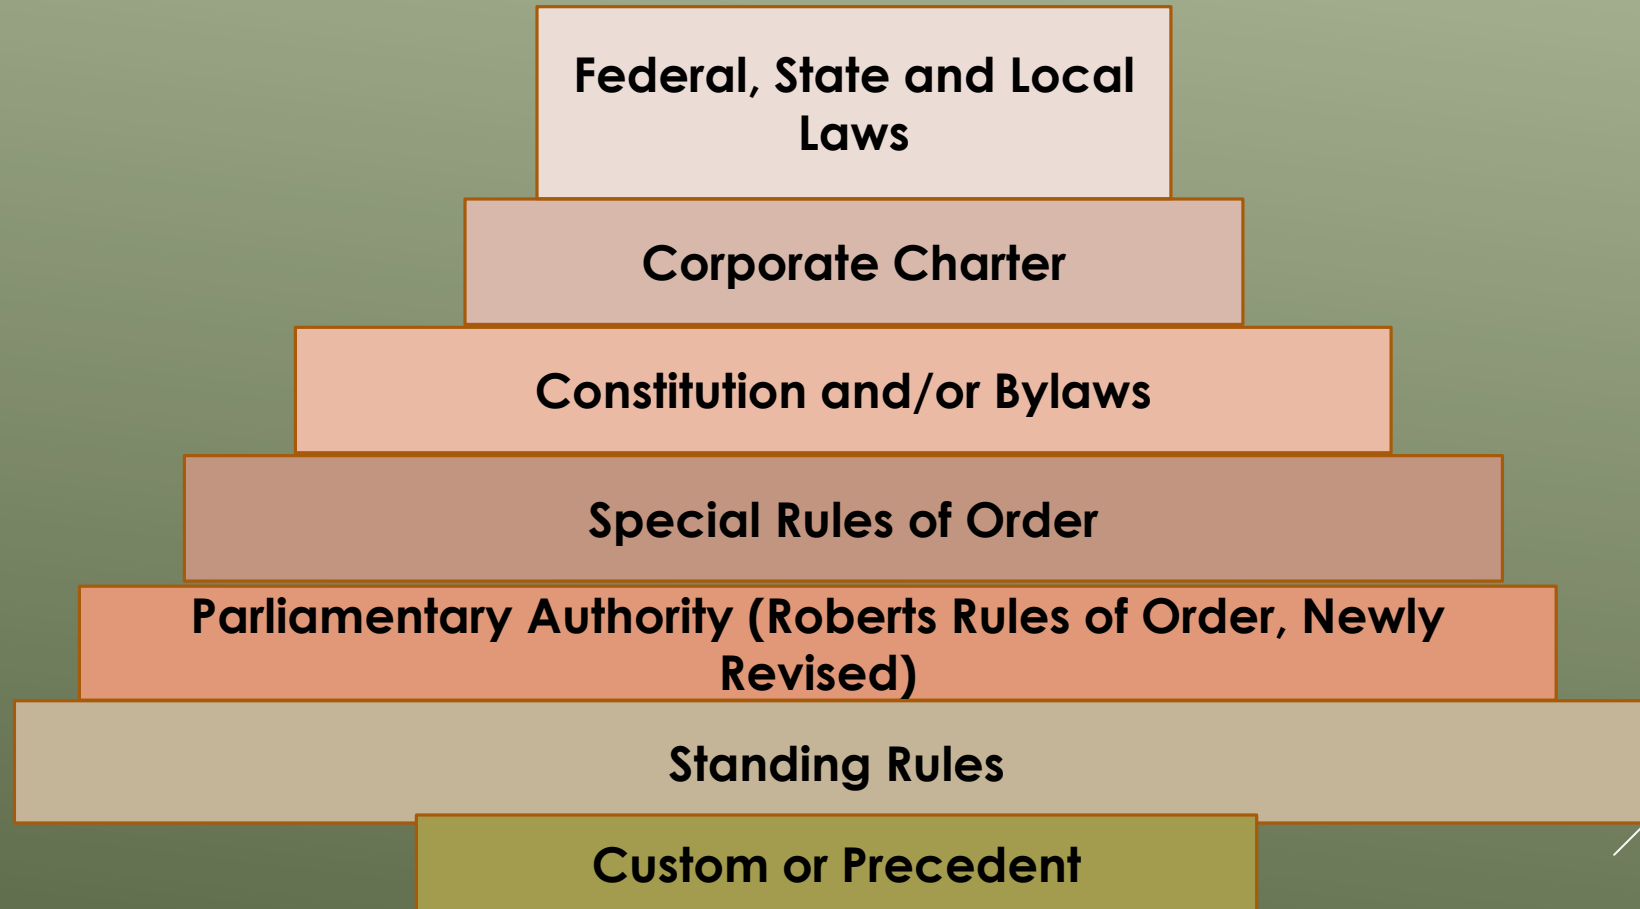 Federal, State and Local
Laws
Corporate Charter
Constitution and/or Bylaws
Special Rules of Order
Parliamentary Authority (Roberts Rules of Order, Newly
Revised)
Standing Rules
Custom or Precedent